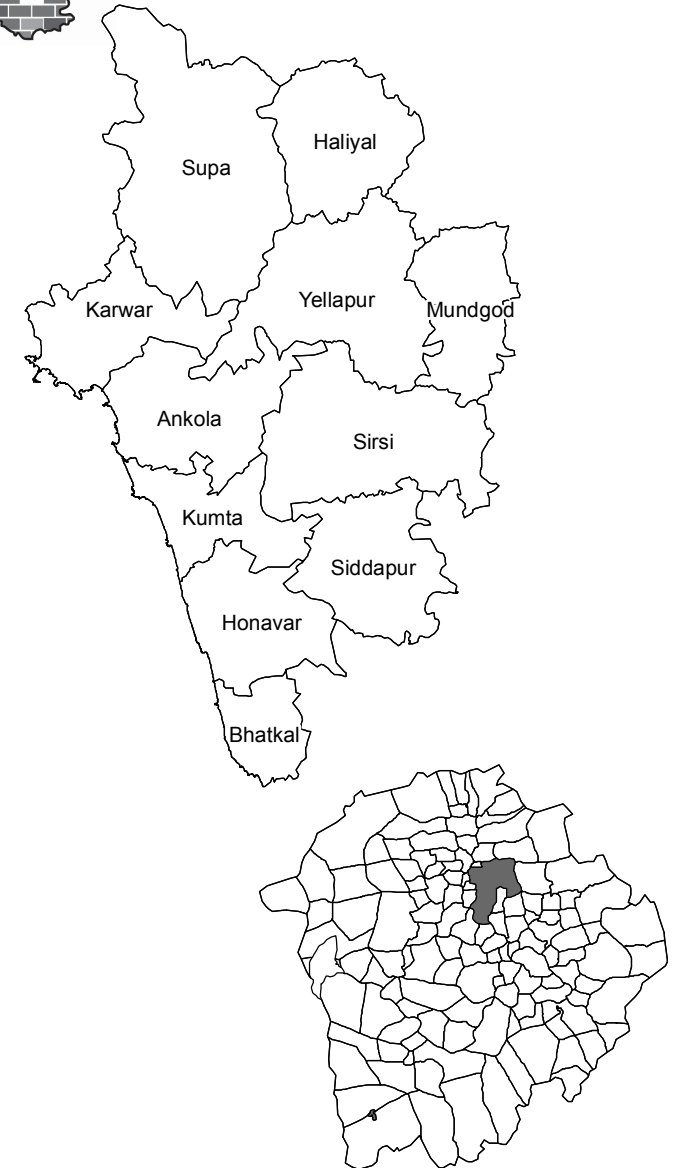 Haliyal
Supa
Yellapur
Karwar
Mundgod
Ankola
Sirsi
Kumta
Siddapur
Honavar
Bhatkal